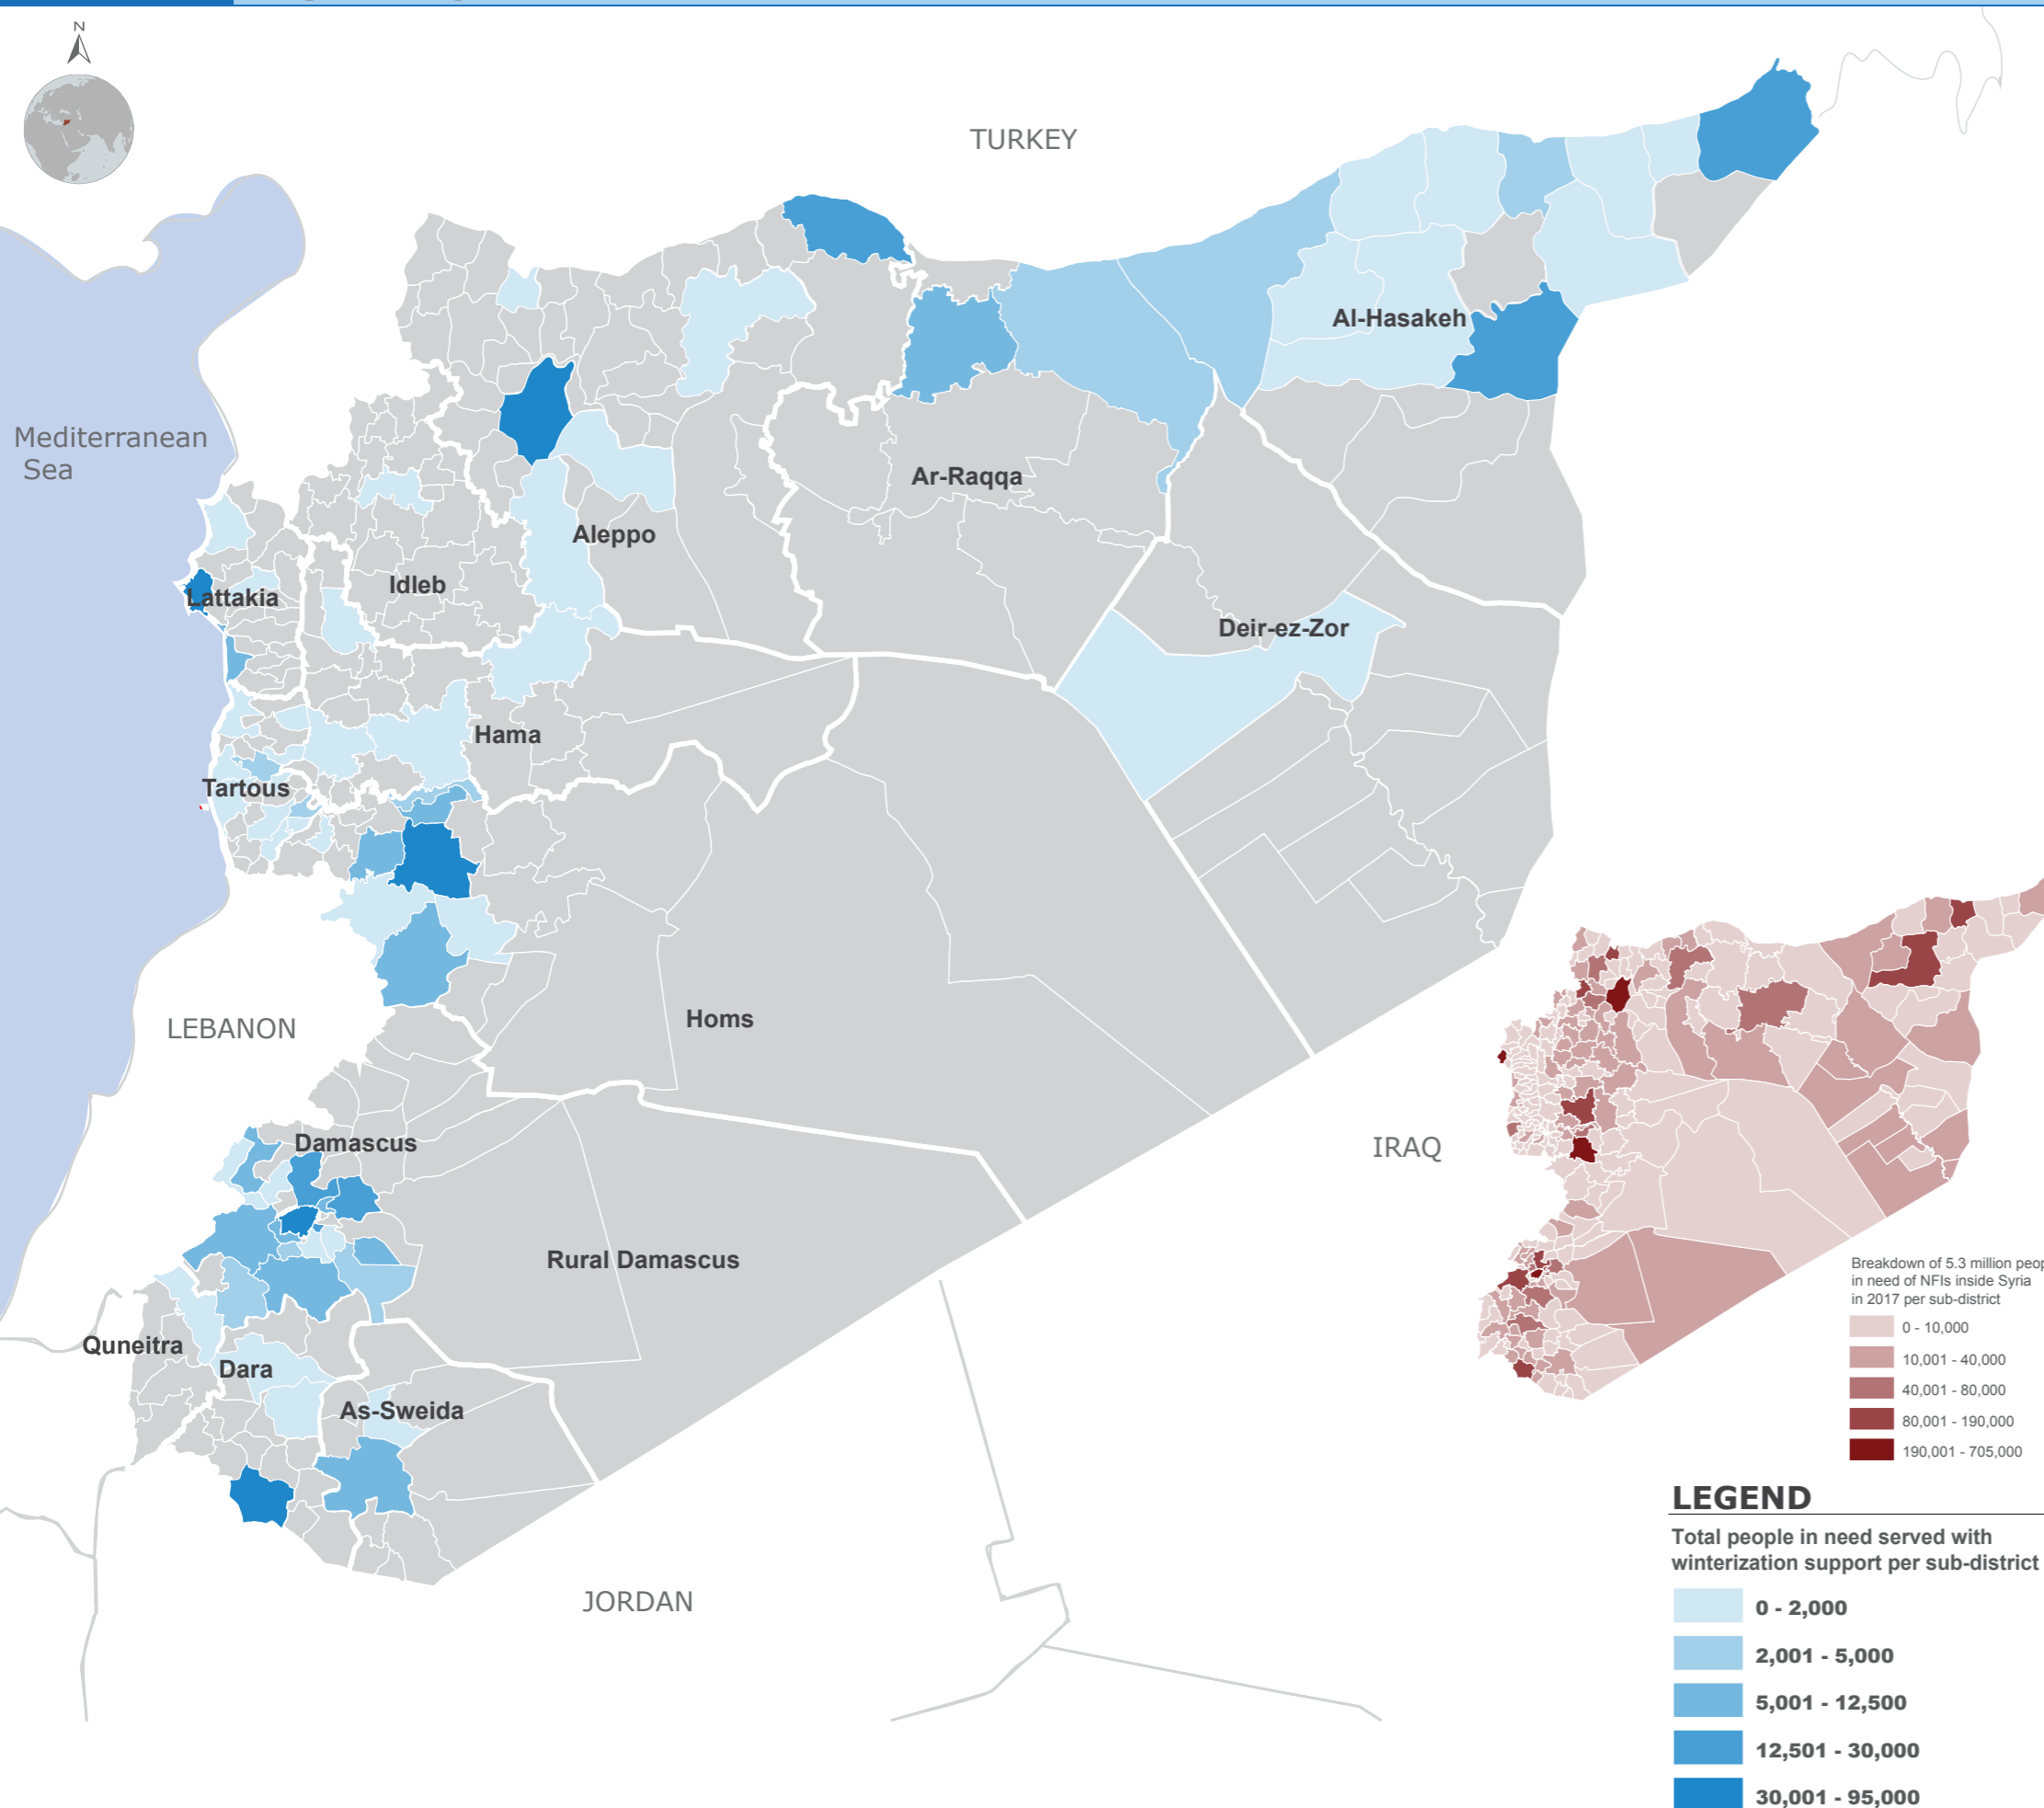 N
TURKEY
Mediterranean
Sea
Al-Hasakeh
Ar-Raqqa
Aleppo
Idleb
Lattakia
Deir-ez-Zor
Hama
Tartous
Homs
LEBANON
Damascus
IRAQ
Rural Damascus
Quneitra
Dara
As-Sweida
JORDAN
Breakdown of 5.3 million
in need of NFIs inside Syria
in 2017 per sub-district
0 - 10,000
10,001 - 40,000
40,001 - 80,000
80,001 - 190,000
190,001 - 705,000
LEGEND
Total people in need served with
winterization support per sub-district
0 - 2,000
2,001 - 5,000
5,001 - 12,500
12,501 - 30,000
30,001 - 95,000